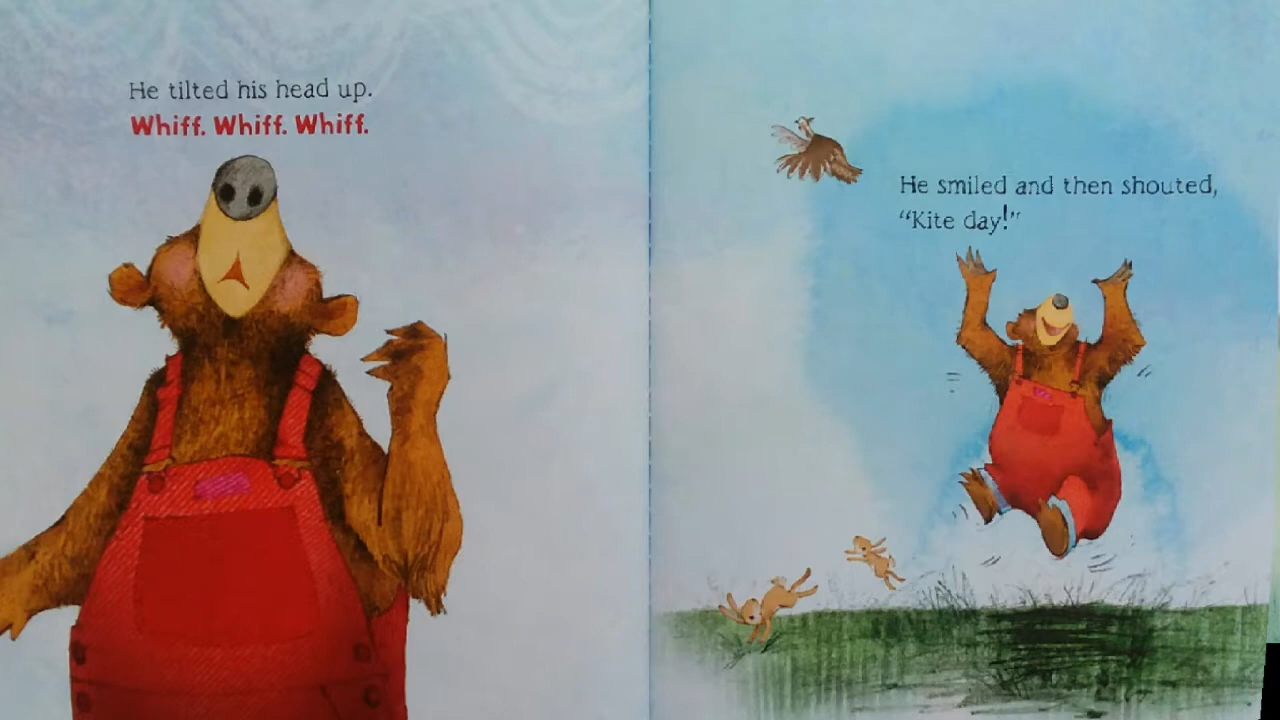 He tilted his head up.
Whiff. Whiff. Whiff.
He smiled and then shouted,
“Kite day!”